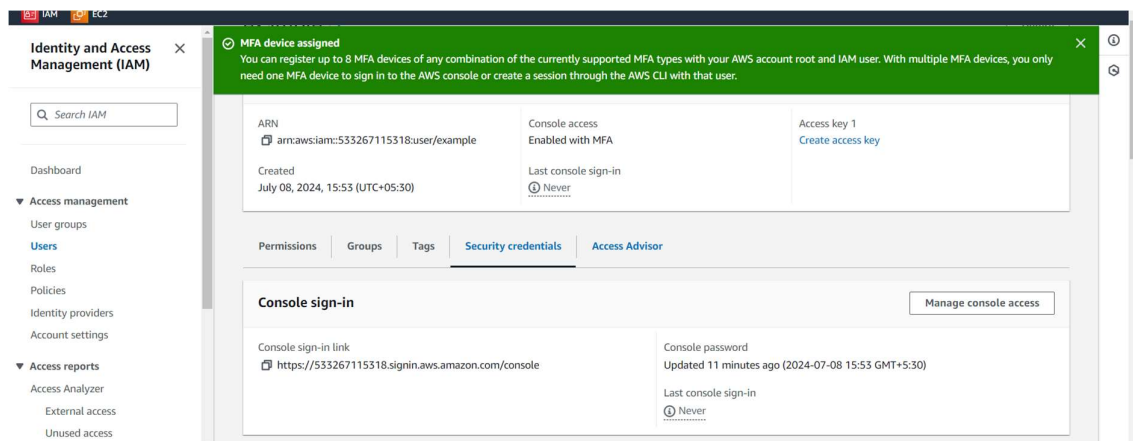 IAM EC2
Identity and Access
Management (IAM)
Search IAM
Dashboard
Access management
User groups
Users
Roles
Policies
Identity providers
Account settings
Access reports
Access Analyzer
External access
Unused access
MFA device assigned
You can register up to 8 MFA devices of any combination of the currently supported MFA types with your AWS account root and IAM user. With multiple MFA devices, you only
need one MFA device to sign in to the AWS console or create a session through the AWS CLI with that user.
ARN
arn:aws:iam::533267115318:user/example
Console access
Enabled with MFA
Access key 1
Create access key
Created
July 08, 2024, 15:53 (UTC+05:30)
Last console sign-in
Never
Permissions Groups Tags Security credentials Access Advisor
Console sign-in
Manage console access
Console sign-in link
https://533267115318.signin.aws.amazon.com/console
Console password
Updated 11 minutes ago (2024-07-08 15:53 GMT+5:30)
Last console sign-in
Never